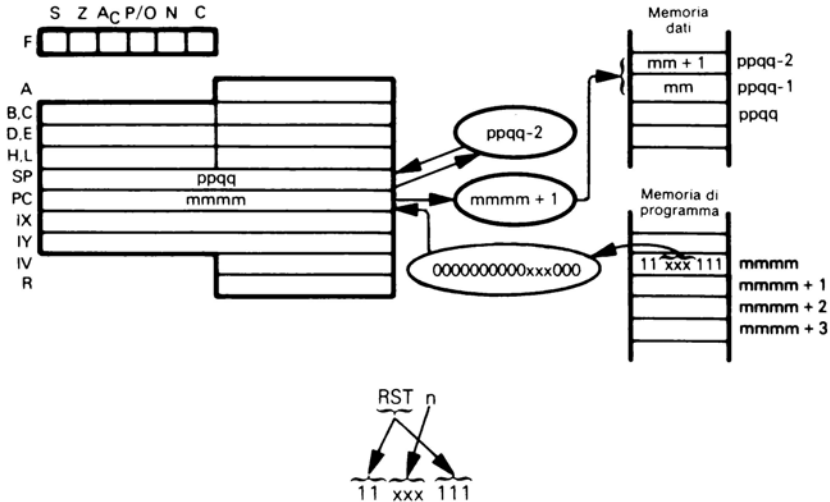 S Z AC P/O N C
F
A
B,C
D,E
H,L
SP ppqq
PC mmmm
IX
IY
IV
R
ppqq-2
mmmm + 1
0000000000xxx000
Memoria
dati
mm + 1 ppqq-2
mm ppqq-1
ppqq
Memoria di
programma
11 xxx 111 mmmm
mmmm + 1
mmmm + 2
mmmm + 3
RST n
11 xxx 111